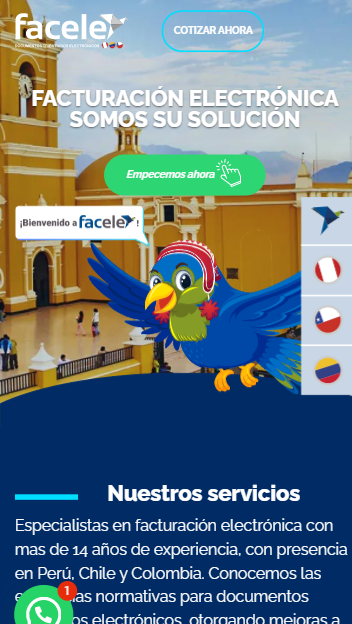 facele
COTIZAR AHORA
FACTURACIÓN ELECTRÓNICA
SOMOS SU SOLUCIÓN
Empecemos ahora
¡Bienvenido a facele!
Nuestros servicios
Especialistas en facturación electrónica con
mas de 14 años de experiencia, con presencia
en Perú, Chile y Colombia. Conocemos las
normativas para documentos
electrónicos, otorgando mejoras a
1